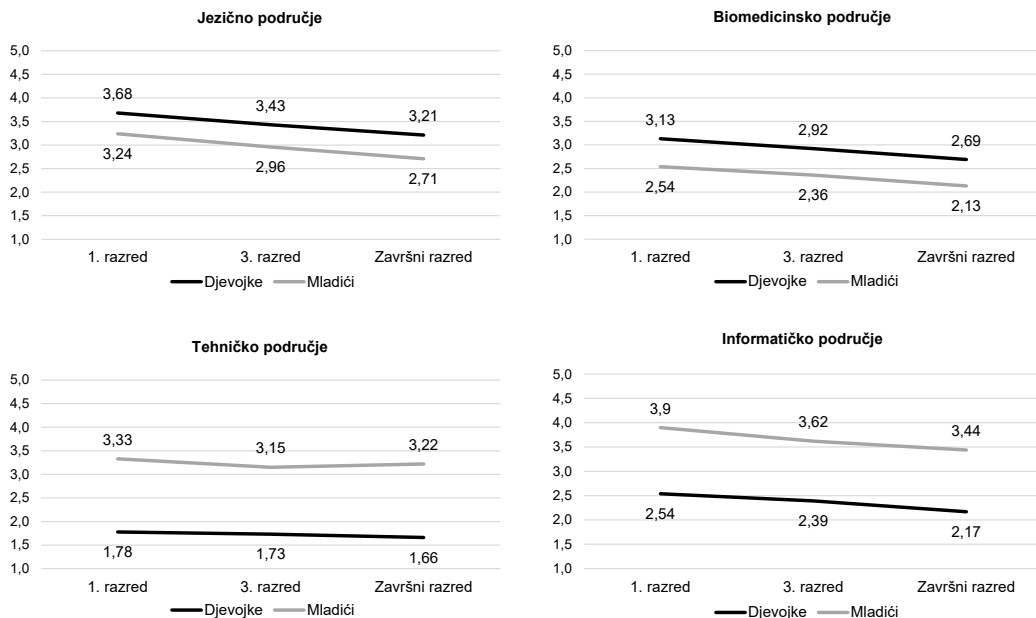 Jezično područje
5,0
4,5
4,0
3,5
3,0
2,5
2,0
1,5
1,0
3,68
3,43
3,21
3,24
2,96
2,71
1. razred
3. razred
Završni razred
Djevojke
Mladići
Biomedicinsko područje
5,0
4,5
4,0
3,5
3,0
2,5
2,0
1,5
1,0
3,13
2,92
2,69
2,54
2,36
2,13
1. razred
3. razred
Završni razred
Djevojke
Mladići
Tehničko područje
5,0
4,5
4,0
3,5
3,0
2,5
2,0
1,5
1,0
3,33
3,15
3,22
1,78
1,73
1,66
1. razred
3. razred
Završni razred
Djevojke
Mladići
Informatičko područje
5,0
4,5
4,0
3,5
3,0
2,5
2,0
1,5
1,0
3,9
3,62
3,44
2,54
2,39
2,17
1. razred
3. razred
Završni razred
Djevojke
Mladići